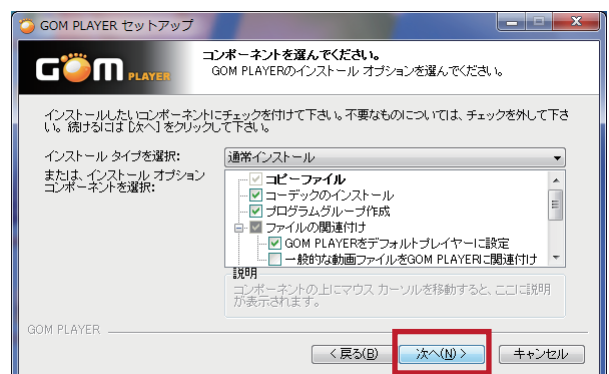 GOM PLAYER セットアップ
GOM PLAYER
コンポーネントを選んでください。
GOM PLAYERのインストール オプションを選んでください。
インストールしたいコンポーネントにチェックを付けて下さい。不要なものについては、チェックを外して下さ
い。続けるには [次へ] をクリックして下さい。
インストール タイプを選択:
通常インストール
または、インストール オプション
コンポーネントを選択:
コピーファイル
コーデックのインストール
プログラムグループ作成
ファイルの関連付け
GOM PLAYERをデフォルトプレイヤーに設定
一般的な動画ファイルをGOM PLAYERに関連付け
説明
コンポーネントの上にマウス カーソルを移動すると、ここに説明
が表示されます。
GOM PLAYER
< 戻る(B)
次へ(N) >
キャンセル